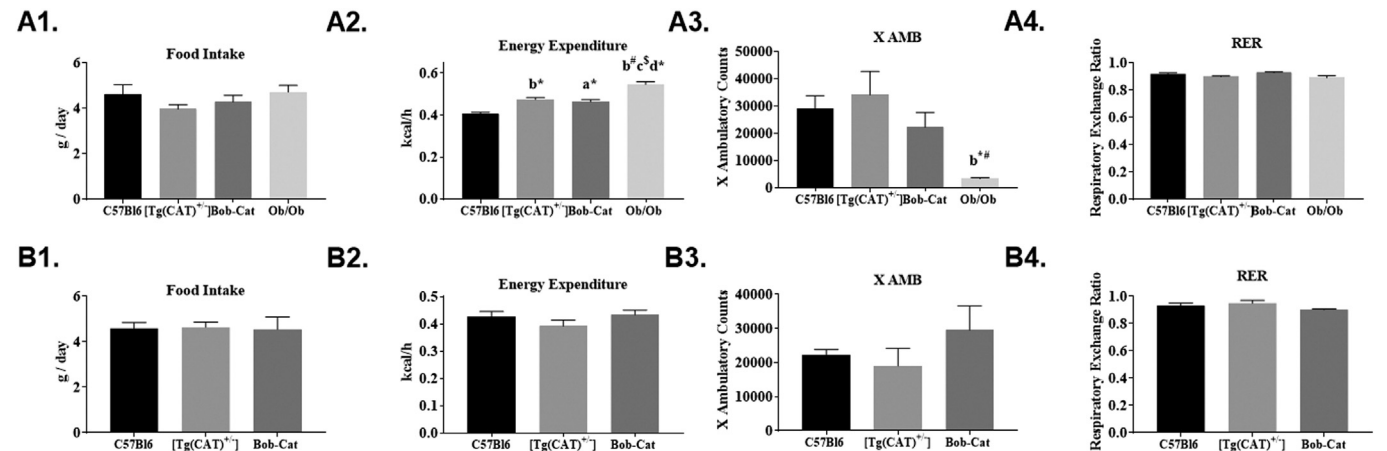 A1.
Food Intake
g / day
6
4
2
0
C57Bl6 [Tg(CAT)+/-] Bob-Cat Ob/Ob
A2.
Energy Expenditure
kcal/h
0.6
0.4
0.2
0.0
b* a* b#c$d*
C57Bl6 [Tg(CAT)+/-] Bob-Cat Ob/Ob
A3.
X AMB
X Ambulatory Counts
50000
40000
30000
20000
10000
0
b*#
C57Bl6 [Tg(CAT)+/-] Bob-Cat Ob/Ob
A4.
RER
Respiratory Exchange Ratio
1.0
0.8
0.6
0.4
0.2
0.0
C57Bl6 [Tg(CAT)+/-] Bob-Cat Ob/Ob
B1.
Food Intake
g / day
6
4
2
0
C57Bl6 [Tg(CAT)+/-] Bob-Cat
B2.
Energy Expenditure
kcal/h
0.5
0.4
0.3
0.2
0.1
0.0
C57Bl6 [Tg(CAT)+/-] Bob-Cat
B3.
X AMB
X Ambulatory Counts
40000
30000
20000
10000
0
C57Bl6 [Tg(CAT)+/-] Bob-Cat
B4.
RER
Respiratory Exchange Ratio
1.0
0.8
0.6
0.4
0.2
0.0
C57Bl6 [Tg(CAT)+/-] Bob-Cat